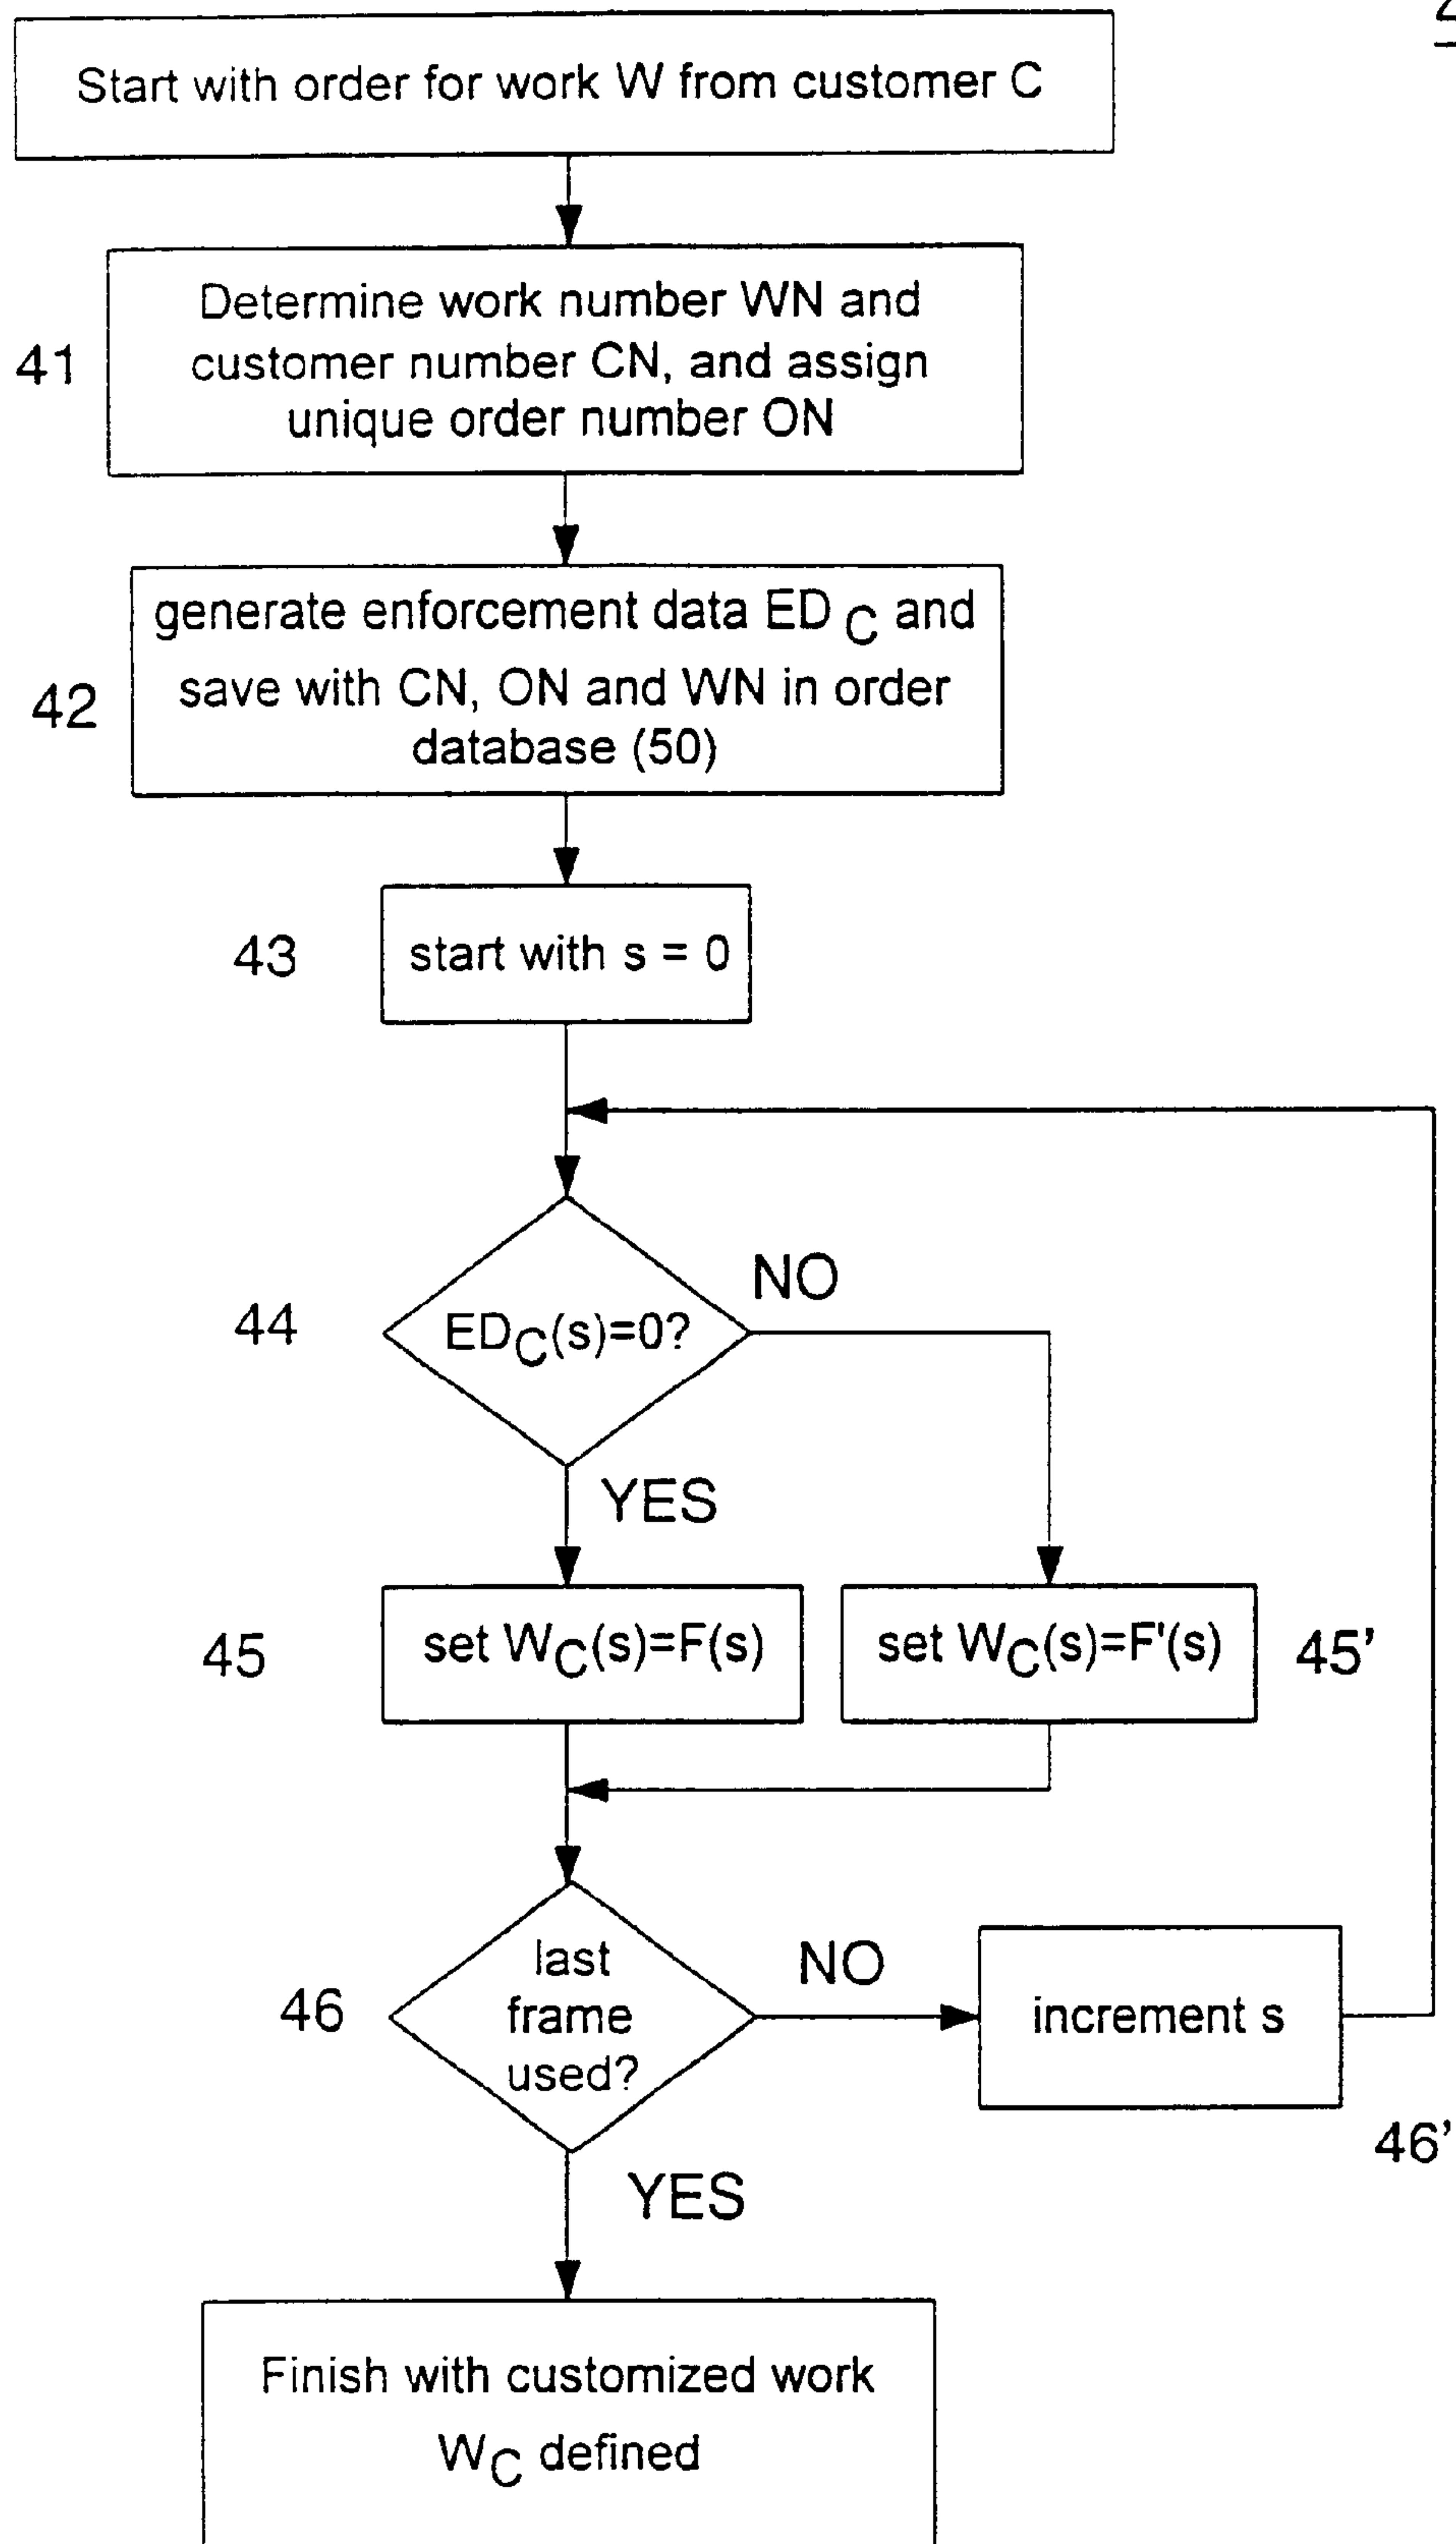 Start with order for work W from customer C
41
Determine work number WN and
customer number CN, and assign
unique order number ON
42
generate enforcement data ED C and
save with CN, ON and WN in order
database (50)
43
start with s = 0
44
EDC(s)=0?
NO
YES
45
set WC(s)=F(s)
set WC(s)=F'(s)
45'
46
last
frame
used?
NO
increment s
46'
YES
Finish with customized work
WC defined